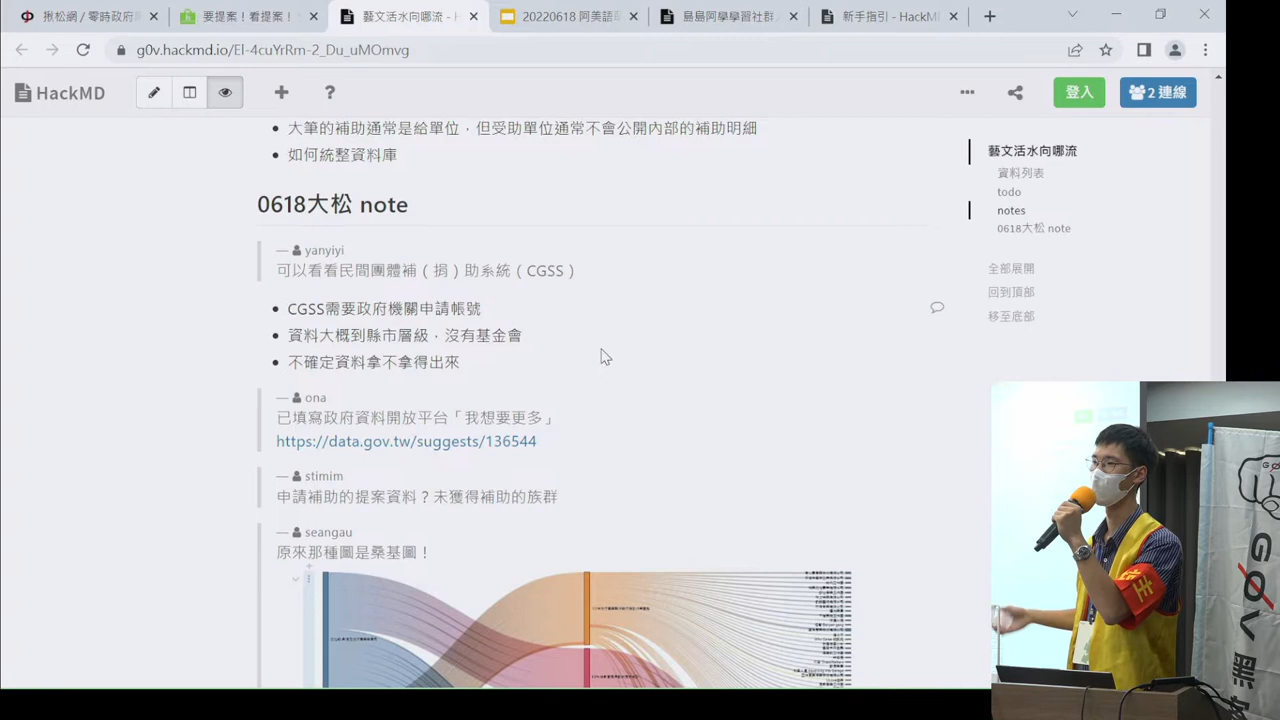 揪松網 / 零時政府
要提案！看提案！
藝文活水向哪流 -
20220618 阿美語
島島阿學學習社群
新手指引 - HackMD
g0v.hackmd.io/EI-4cuYrRm-2_Du_uMOmvg
HackMD
登入
2 連線
大筆的補助通常是給單位，但受助單位通常不會公開內部的補助明細
如何統整資料庫
0618大松 note
— yanyiyi
可以看看民間團體補（捐）助系統（CGSS）
CGSS需要政府機關申請帳號
資料大概到縣市層級，沒有基金會
不確定資料拿不拿得出來
— ona
已填寫政府資料開放平台「我想要更多」
https://data.gov.tw/suggests/136544
— stimim
申請補助的提案資料？未獲得補助的族群
— seangau
原來那種圖是桑基圖！
藝文活水向哪流
資料列表
todo
notes
0618大松 note
全部展開
回到頂部
移至底部
G0V
黑客